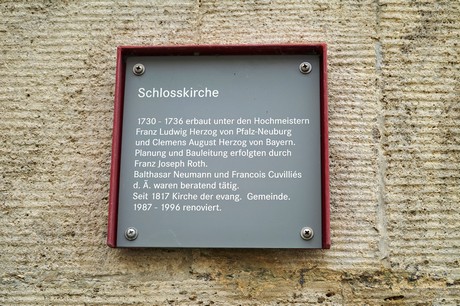 Schlosskirche
1730 - 1736 erbaut unter den Hochmeistern
Franz Ludwig Herzog von Pfalz-Neuburg
und Clemens August Herzog von Bayern.
Planung und Bauleitung erfolgten durch
Franz Joseph Roth.
Balthasar Neumann und Francois Cuvilliés
d. Ä. waren beratend tätig.
Seit 1817 Kirche der evang. Gemeinde.
1987 - 1996 renoviert.